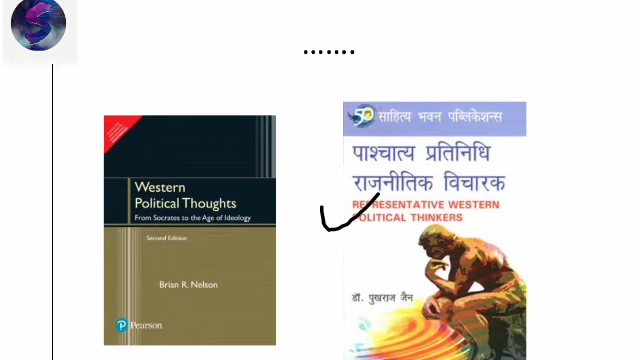 .......
Western
Political Thoughts
From Socrates to the Age of Ideology
Second Edition
Brian R. Nelson
Pearson
50 साहित्य भवन पब्लिकेशन्स
पाश्चात्य प्रतिनिधि
राजनीतिक विचारक
REPRESENTATIVE WESTERN
POLITICAL THINKERS
डॉ. पुखराज जैन